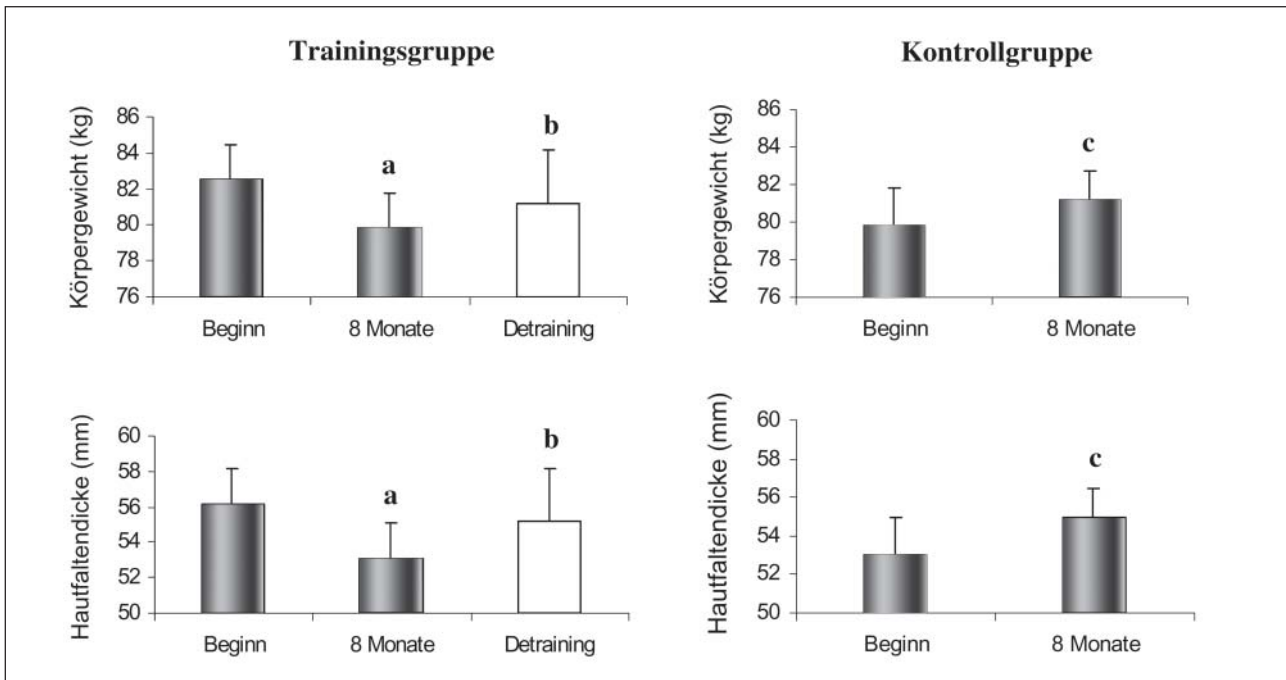 Trainingsgruppe
Körpergewicht (kg)
86
84
82
80
78
76
a
b
Beginn 8 Monate Detraining
Kontrollgruppe
Körpergewicht (kg)
86
84
82
80
78
76
c
Beginn 8 Monate
Hautfaltendicke (mm)
60
58
56
54
52
50
a
b
Beginn 8 Monate Detraining
Hautfaltendicke (mm)
60
58
56
54
52
50
c
Beginn 8 Monate